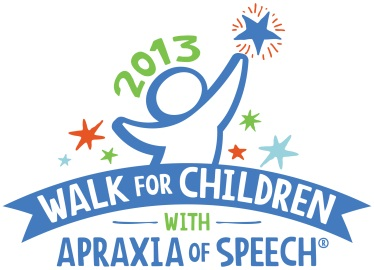 2013
WALK FOR CHILDREN
WITH
APRAXIA OF SPEECH®